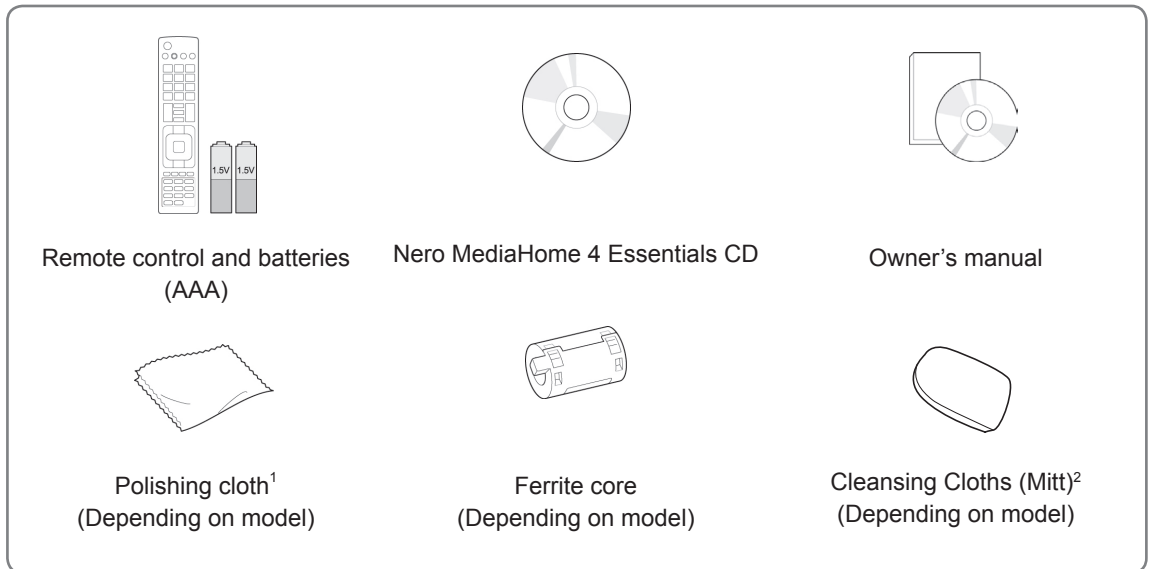 1.5V 1.5V
Remote control and batteries
(AAA)
Nero MediaHome 4 Essentials CD
Owner’s manual
Polishing cloth1
(Depending on model)
Ferrite core
(Depending on model)
Cleansing Cloths (Mitt)2
(Depending on model)